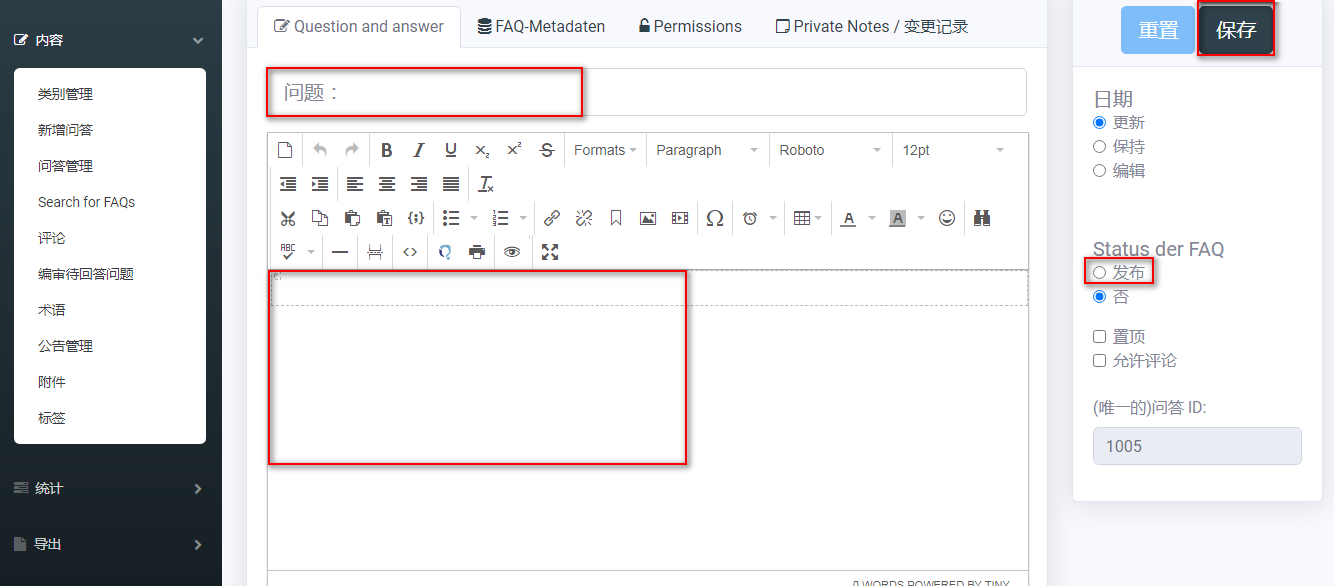 内容
类别管理
新增问答
问答管理
Search for FAQs
评论
编审待回答问题
术语
公告管理
附件
标签
统计
导出
Question and answer
FAQ-Metadaten
Permissions
Private Notes / 变更记录
问题：
B I U X₂ X² S Formats Paragraph Roboto 12pt
ABC
0 WORDS POWERED BY TINY
重置
保存
日期
更新
保持
编辑
Status der FAQ
发布
否
置顶
允许评论
(唯一的)问答 ID:
1005